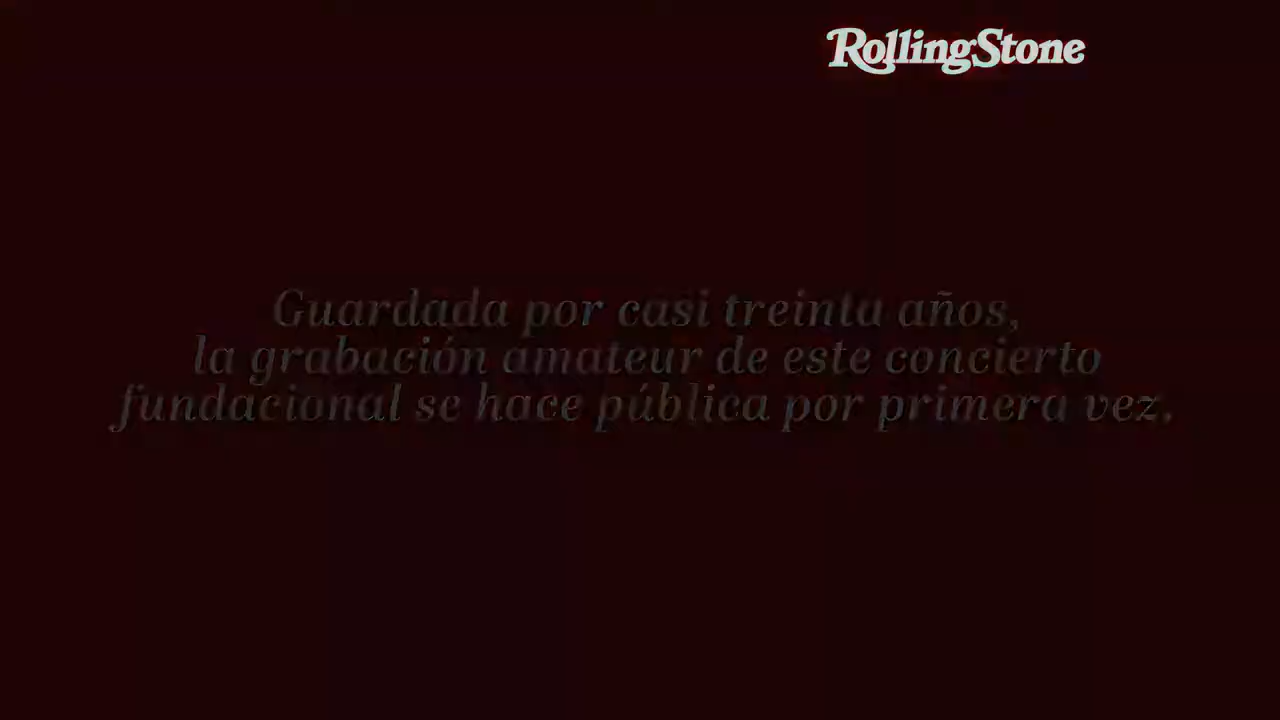 RollingStone
Guardada por casi treinta años,
la grabación amateur de este concierto
fundacional se hace pública por primera vez.